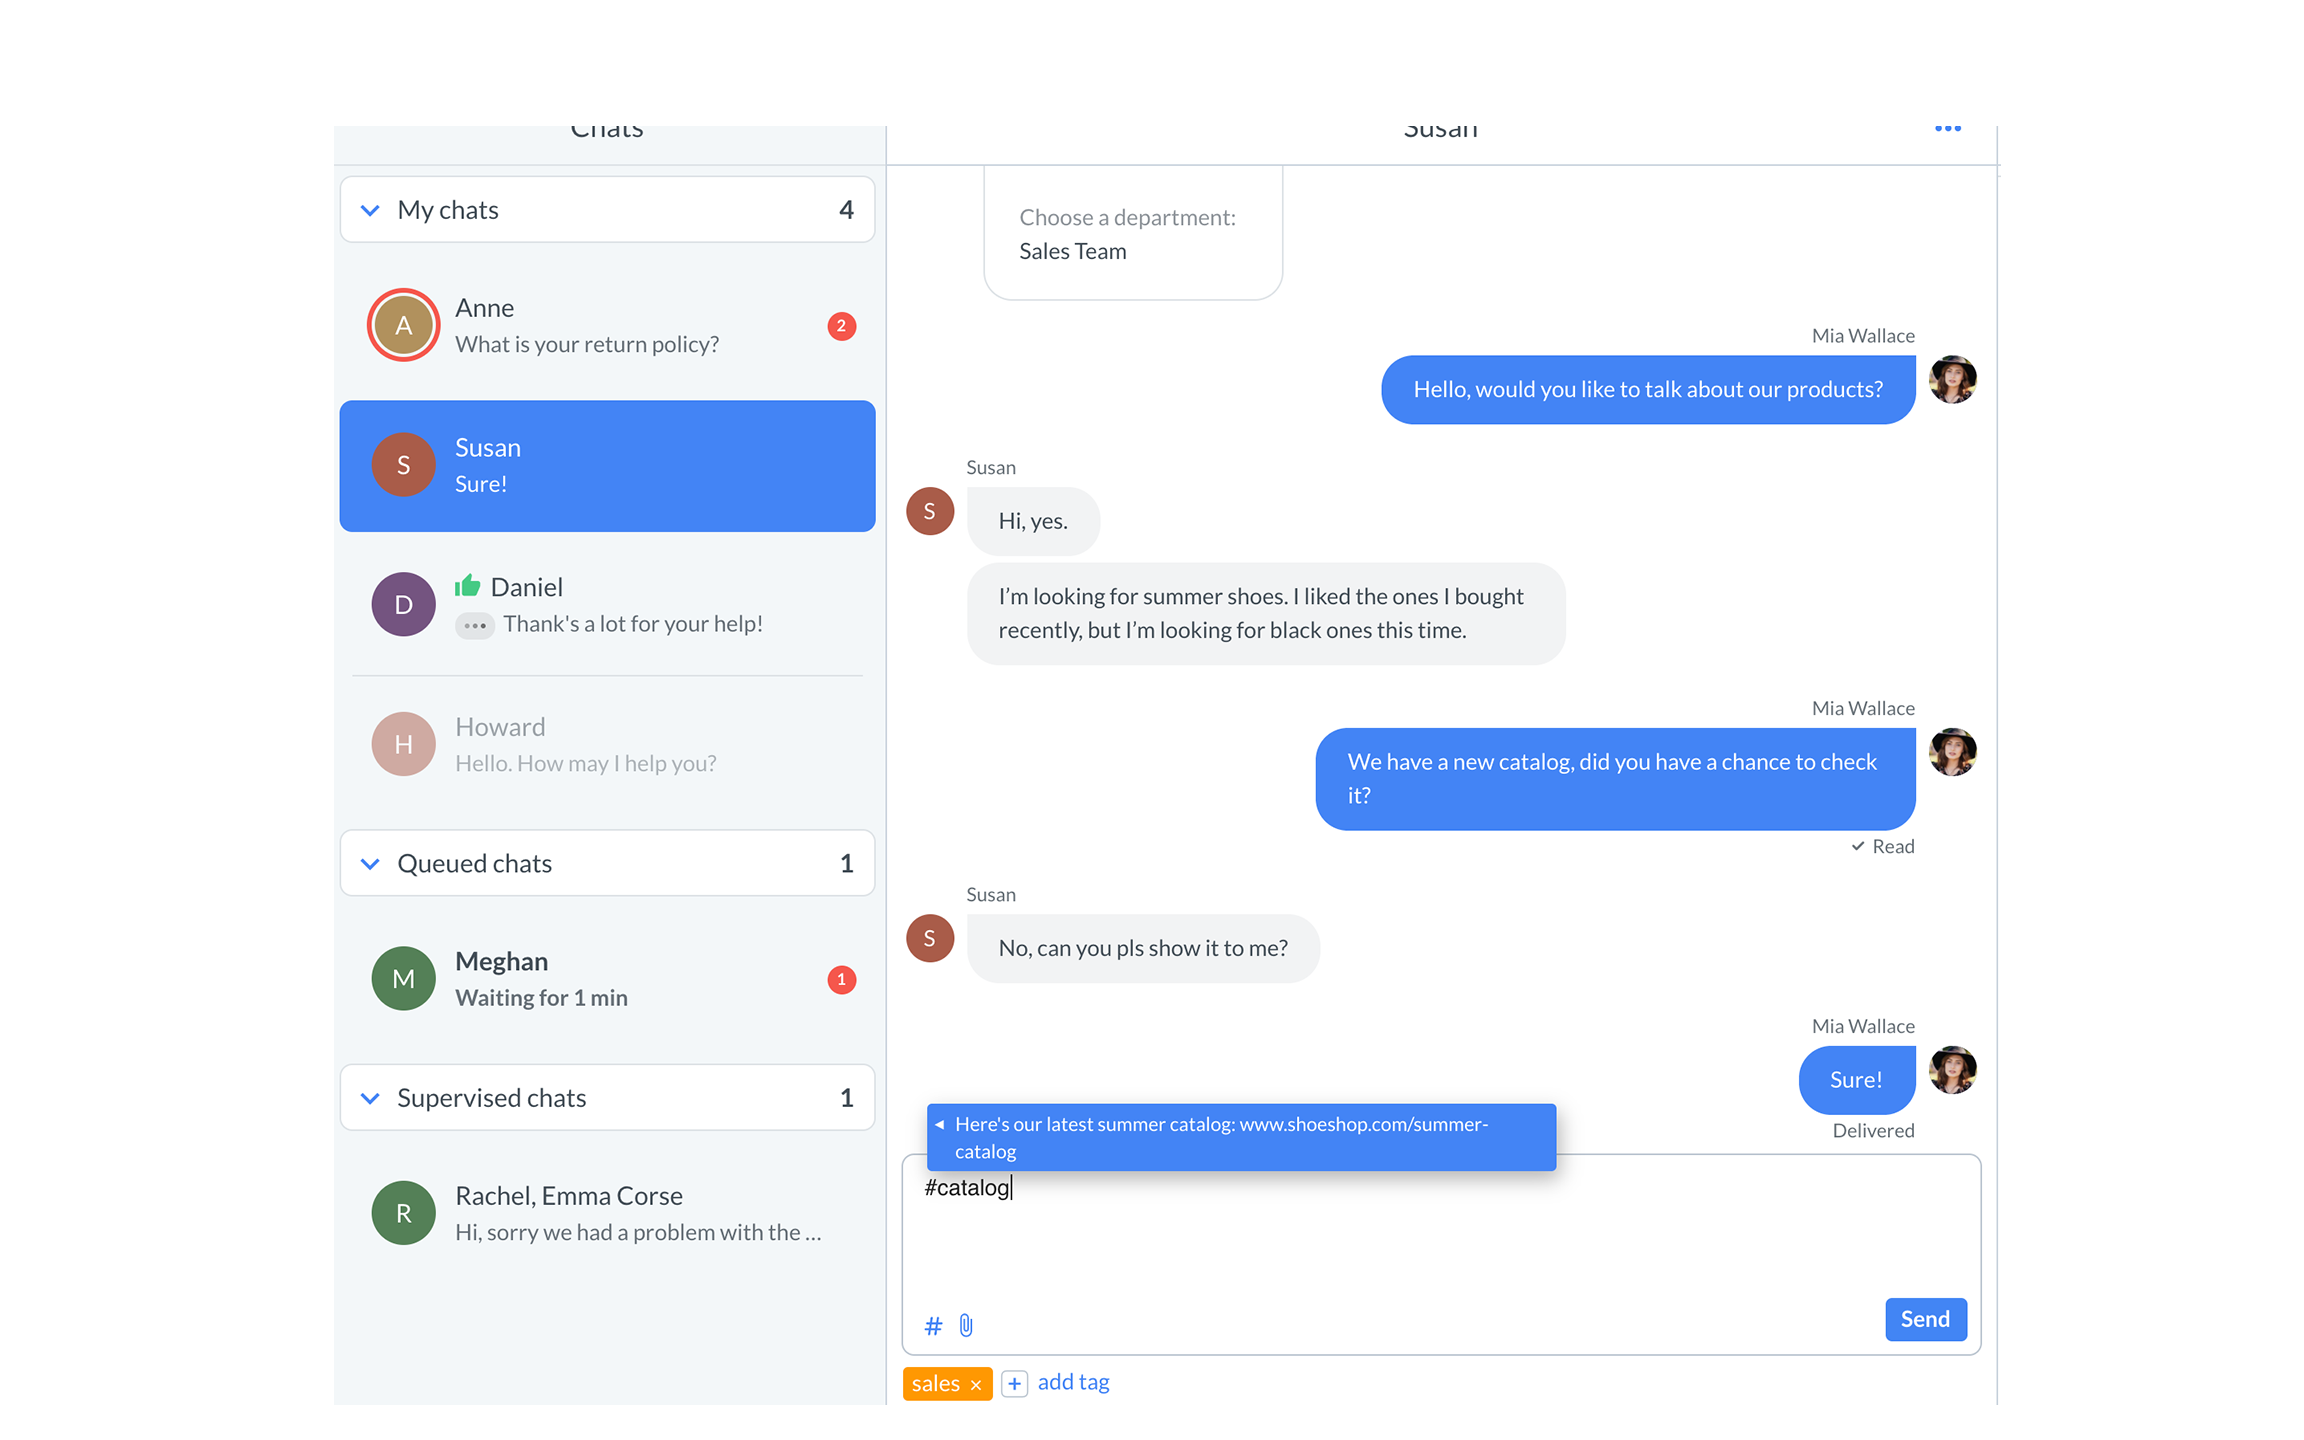 Chats
My chats
4
A
Anne
What is your return policy?
2
S
Susan
Sure!
D
Daniel
Thank's a lot for your help!
H
Howard
Hello. How may I help you?
Queued chats
1
M
Meghan
Waiting for 1 min
1
Supervised chats
1
R
Rachel, Emma Corse
Hi, sorry we had a problem with the ...
Susan
Choose a department:
Sales Team
Mia Wallace
Hello, would you like to talk about our products?
Susan
S
Hi, yes.
I’m looking for summer shoes. I liked the ones I bought
recently, but I’m looking for black ones this time.
Mia Wallace
We have a new catalog, did you have a chance to check
it?
Read
Susan
S
No, can you pls show it to me?
Mia Wallace
Sure!
Delivered
Here's our latest summer catalog: www.shoeshop.com/summer-
catalog
#catalog
#
Send
sales ×
+ add tag